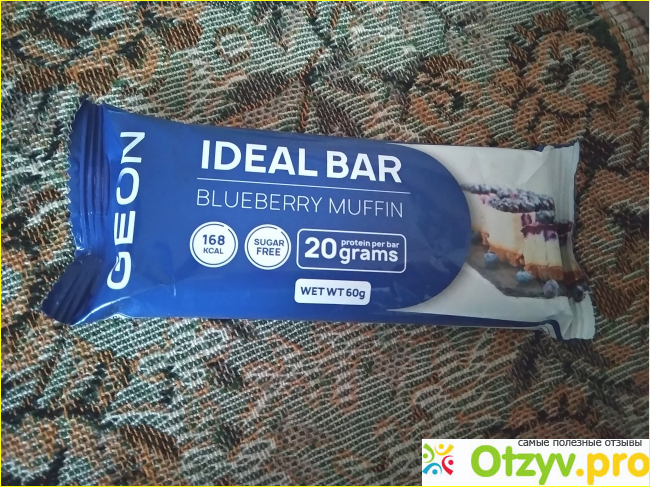 GEON
IDEAL BAR
BLUEBERRY MUFFIN
168
KCAL
SUGAR
FREE
20 protein per bar
grams
WET WT 60g
самые полезные отзывы
Otzyv.pro